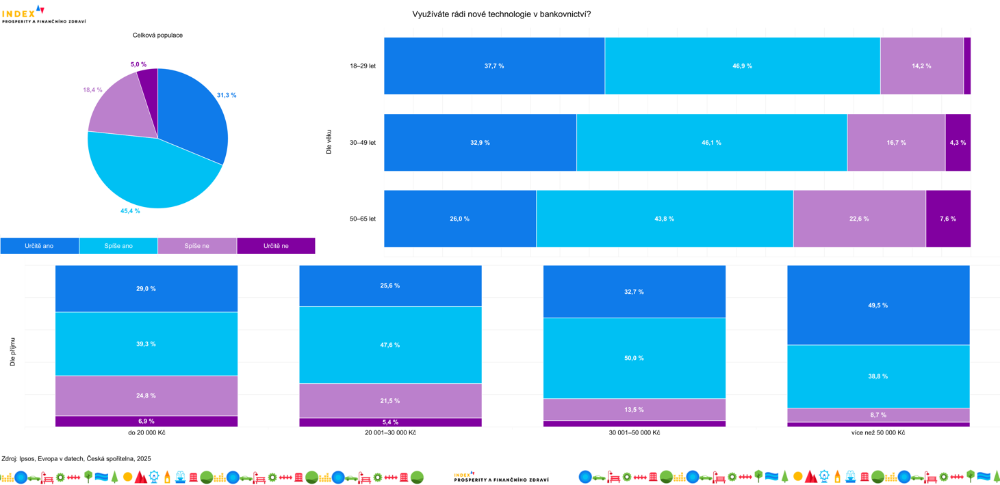 INDEX
PROSPERITY A FINANČNÍHO ZDRAVÍ
Využíváte rádi nové technologie v bankovnictví?
Celková populace
5,0 %
18,4 %
31,3 %
45,4 %
Určitě ano
Spíše ano
Spíše ne
Určitě ne
Dle věku
18–29 let
37,7 %
46,9 %
14,2 %
30–49 let
32,9 %
46,1 %
16,7 %
4,3 %
50–65 let
26,0 %
43,8 %
22,6 %
7,6 %
Dle příjmu
29,0 %
39,3 %
24,8 %
6,9 %
do 20 000 Kč
25,6 %
47,6 %
21,5 %
5,4 %
20 001–30 000 Kč
32,7 %
50,0 %
13,5 %
30 001–50 000 Kč
49,5 %
38,8 %
8,7 %
více než 50 000 Kč
Zdroj: Ipsos, Evropa v datech, Česká spořitelna, 2025
INDEX
PROSPERITY A FINANČNÍHO ZDRAVÍ